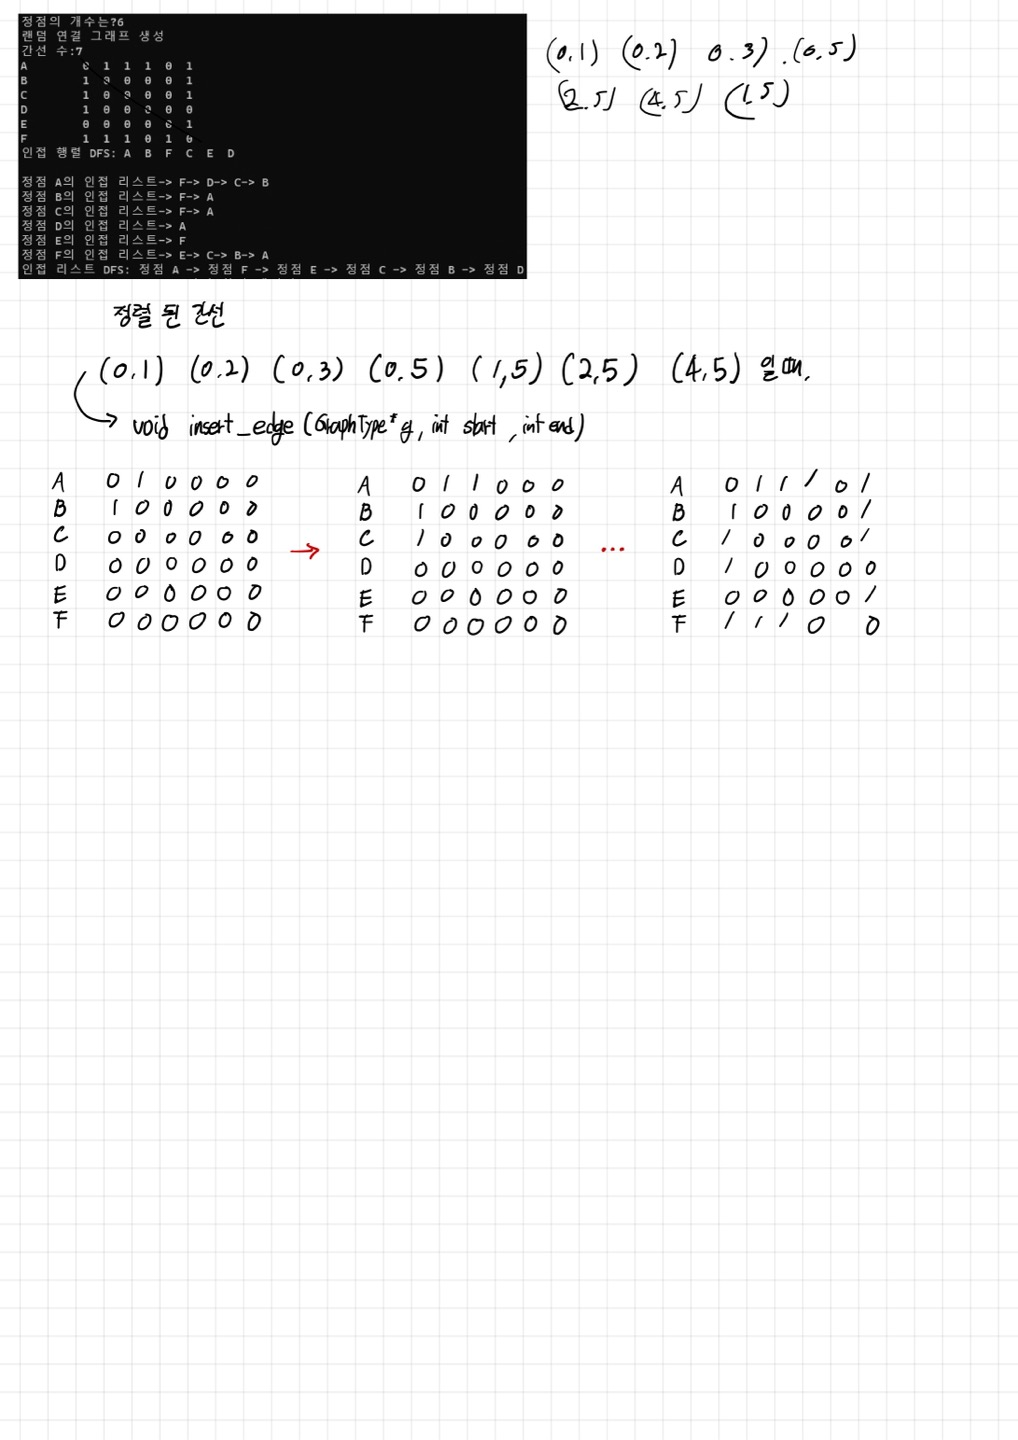 정점의 개수는?6
랜덤 연결 그래프 생성
간선 수:7
A 0 1 1 1 0 1
B 1 0 0 0 0 1
C 1 0 0 0 0 1
D 1 0 0 0 0 0
E 0 0 0 0 0 1
F 1 1 1 0 1 0
인접 행렬 DFS: A B F C E D
정점 A의 인접 리스트-> F-> D-> C-> B
정점 B의 인접 리스트-> F-> A
정점 C의 인접 리스트-> F-> A
정점 D의 인접 리스트-> A
정점 E의 인접 리스트-> F
정점 F의 인접 리스트-> E-> C-> B-> A
인접 리스트 DFS: 정점 A -> 정점 F -> 정점 E -> 정점 C -> 정점 B -> 정점 D
(0,1) (0.2) 0.3) .(0.5)
(2.5) (4.5) (1.5)
정렬 된 간선
(0,1) (0.2) (0.3) (0.5) (1,5) (2,5) (4,5) 일 때.
void insert_edge (GraphType* g, int start, int end)
A 0 1 0 0 0 0
B 1 0 0 0 0 0
C 0 0 0 0 0 0
D 0 0 0 0 0 0
E 0 0 0 0 0 0
F 0 0 0 0 0 0
→
A 0 1 1 0 0 0
B 1 0 0 0 0 0
C 1 0 0 0 0 0
D 0 0 0 0 0 0
E 0 0 0 0 0 0
F 0 0 0 0 0 0
...
A 0 1 1 1 0 1
B 1 0 0 0 0 1
C 1 0 0 0 0 1
D 1 0 0 0 0 0
E 0 0 0 0 0 1
F 1 1 1 0 0